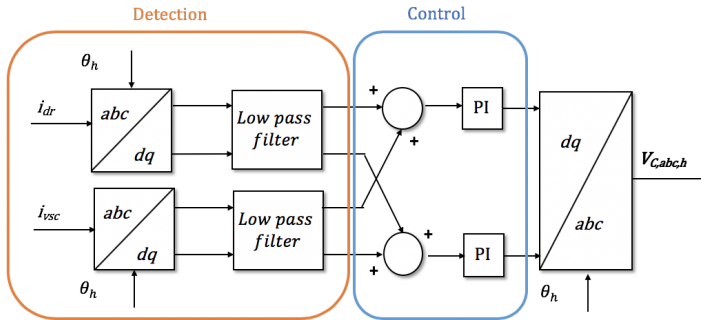 Detection
Control
θh
idr
abc
dq
Low pass
filter
+
+
PI
dq
abc
VC,abc,h
ivsc
abc
dq
θh
Low pass
filter
+
+
PI
θh